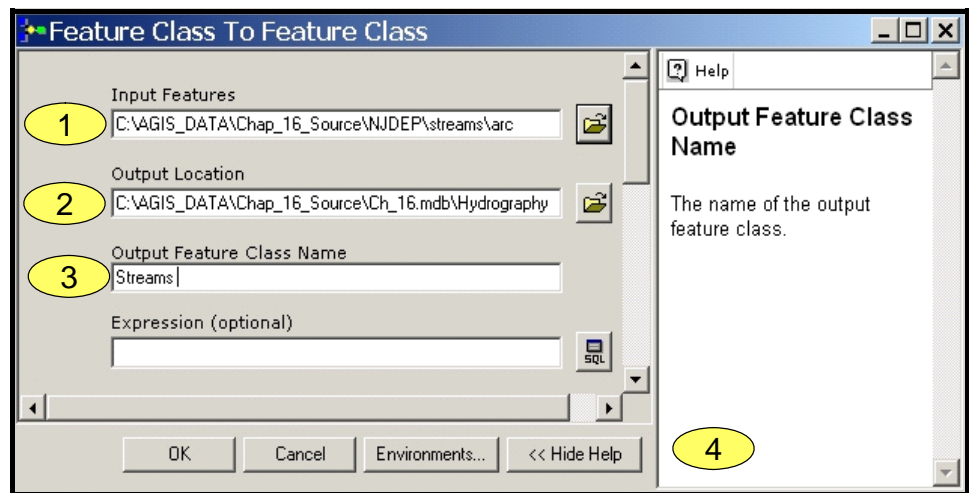 Feature Class To Feature Class
Input Features
1
C:\AGIS_DATA\Chap_16_Source\NJDEP\streams\arc
Output Location
2
C:\AGIS_DATA\Chap_16_Source\Ch_16.mdb\Hydrography
Output Feature Class Name
3
Streams
Expression (optional)
SQL
OK
Cancel
Environments...
<< Hide Help
Help
Output Feature Class
Name
The name of the output
feature class.
4